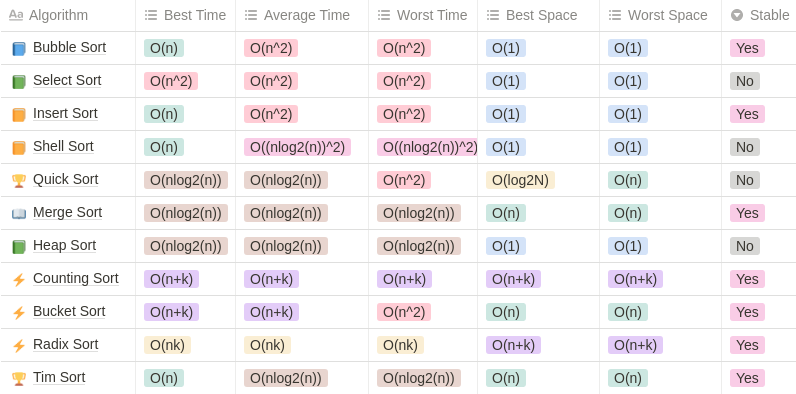 Aa Algorithm Best Time Average Time Worst Time Best Space Worst Space Stable
Bubble Sort O(n) O(n^2) O(n^2) O(1) O(1) Yes
Select Sort O(n^2) O(n^2) O(n^2) O(1) O(1) No
Insert Sort O(n) O(n^2) O(n^2) O(1) O(1) Yes
Shell Sort O(n) O((nlog2(n))^2) O((nlog2(n))^2) O(1) O(1) No
Quick Sort O(nlog2(n)) O(nlog2(n)) O(n^2) O(log2N) O(n) No
Merge Sort O(nlog2(n)) O(nlog2(n)) O(nlog2(n)) O(n) O(n) Yes
Heap Sort O(nlog2(n)) O(nlog2(n)) O(nlog2(n)) O(1) O(1) No
Counting Sort O(n+k) O(n+k) O(n+k) O(n+k) O(n+k) Yes
Bucket Sort O(n+k) O(n+k) O(n^2) O(n) O(n) Yes
Radix Sort O(nk) O(nk) O(nk) O(n+k) O(n+k) Yes
Tim Sort O(n) O(nlog2(n)) O(nlog2(n)) O(n) O(n) Yes